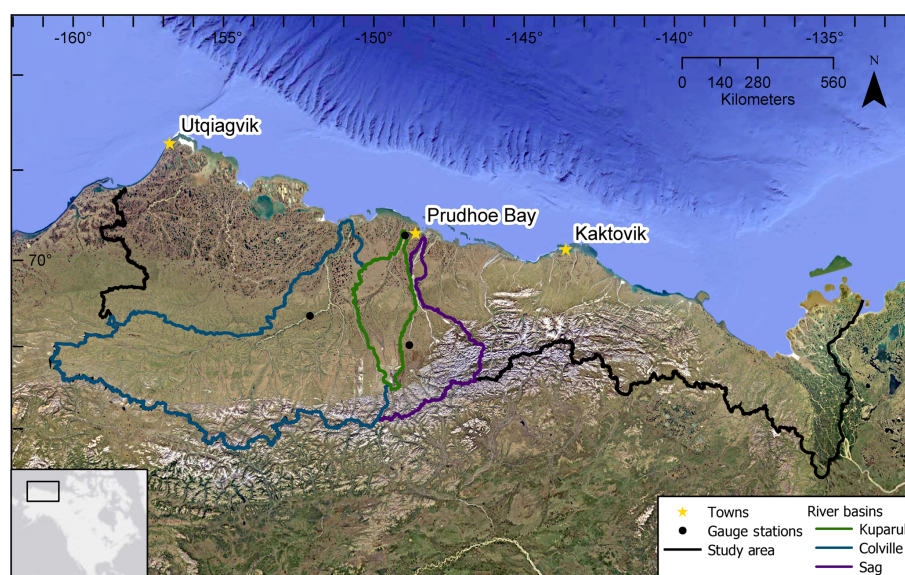 -160° -155° -150° -145° -140° -135°
N
0 140 280 560
Kilometers
Utqiagvik
Prudhoe Bay
Kaktovik
70°
Towns
Gauge stations
Study area
River basins
Kuparuk
Colville
Sag